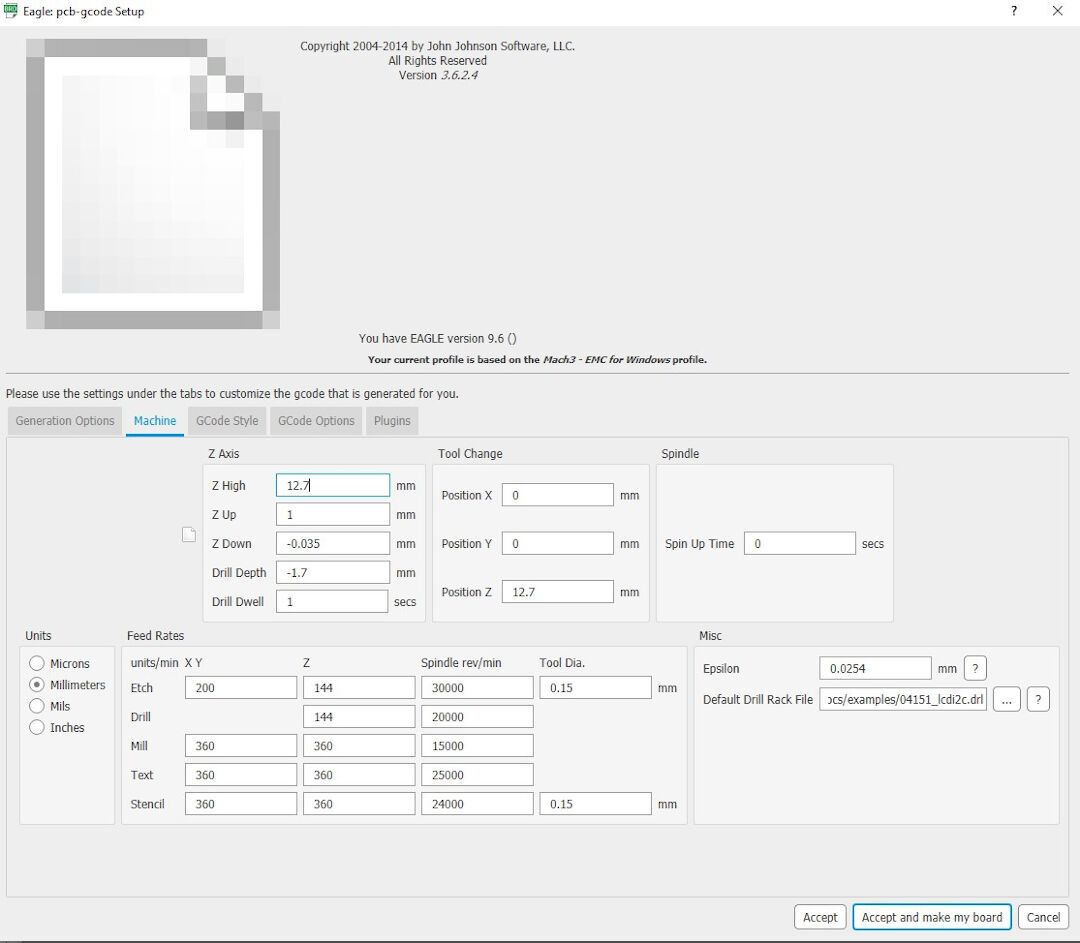 Eagle: pcb-gcode Setup
?
Copyright 2004-2014 by John Johnson Software, LLC.
All Rights Reserved
Version 3.6.2.4
You have EAGLE version 9.6 ()
Your current profile is based on the Mach3 - EMC for Windows profile.
Please use the settings under the tabs to customize the gcode that is generated for you.
Generation Options Machine GCode Style GCode Options Plugins
Z Axis
Z High 12.7 mm
Z Up 1 mm
Z Down -0.035 mm
Drill Depth -1.7 mm
Drill Dwell 1 secs
Tool Change
Position X 0 mm
Position Y 0 mm
Position Z 12.7 mm
Spindle
Spin Up Time 0 secs
Units
Microns
Millimeters
Mils
Inches
Feed Rates
units/min X Y Z Spindle rev/min Tool Dia.
Etch 200 144 30000 0.15 mm
Drill 144 20000
Mill 360 360 15000
Text 360 360 25000
Stencil 360 360 24000 0.15 mm
Misc
Epsilon 0.0254 mm ?
Default Drill Rack File ocs/examples/04151_lcdi2c.drl ... ?
Accept Accept and make my board Cancel